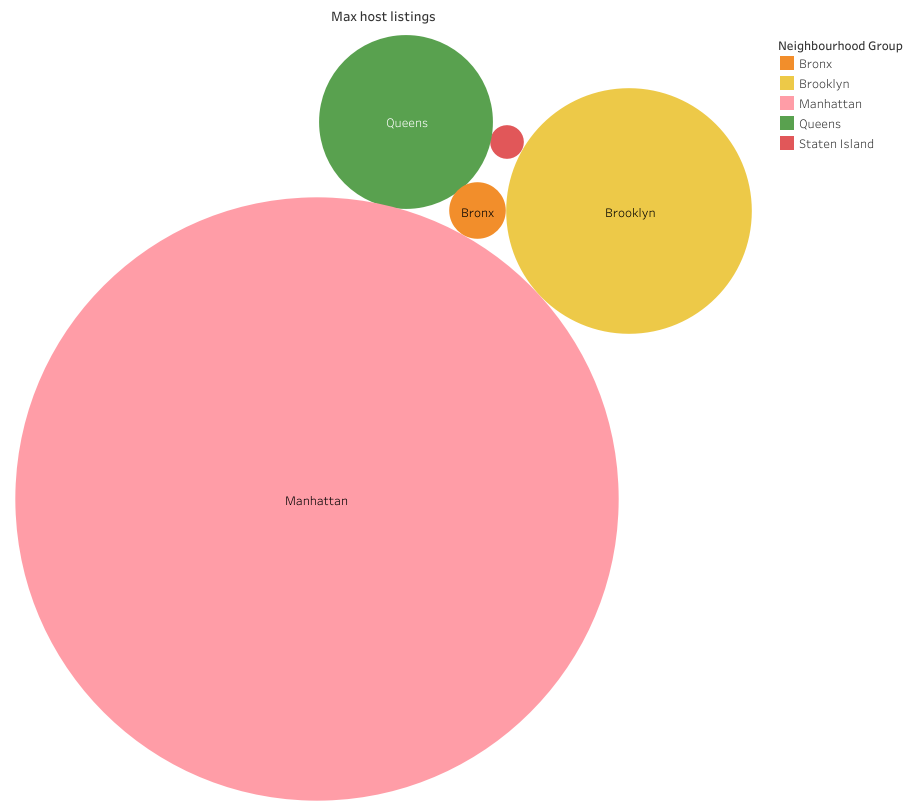 Max host listings
Neighbourhood Group
Bronx
Brooklyn
Manhattan
Queens
Staten Island
Queens
Bronx
Brooklyn
Manhattan